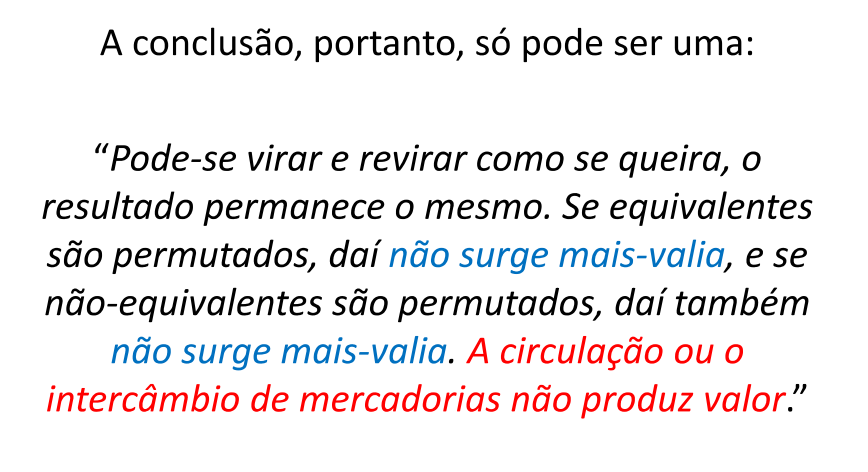 A conclusão, portanto, só pode ser uma:
“Pode-se virar e revirar como se queira, o
resultado permanece o mesmo. Se equivalentes
são permutados, daí não surge mais-valia, e se
não-equivalentes são permutados, daí também
não surge mais-valia. A circulação ou o
intercâmbio de mercadorias não produz valor.”